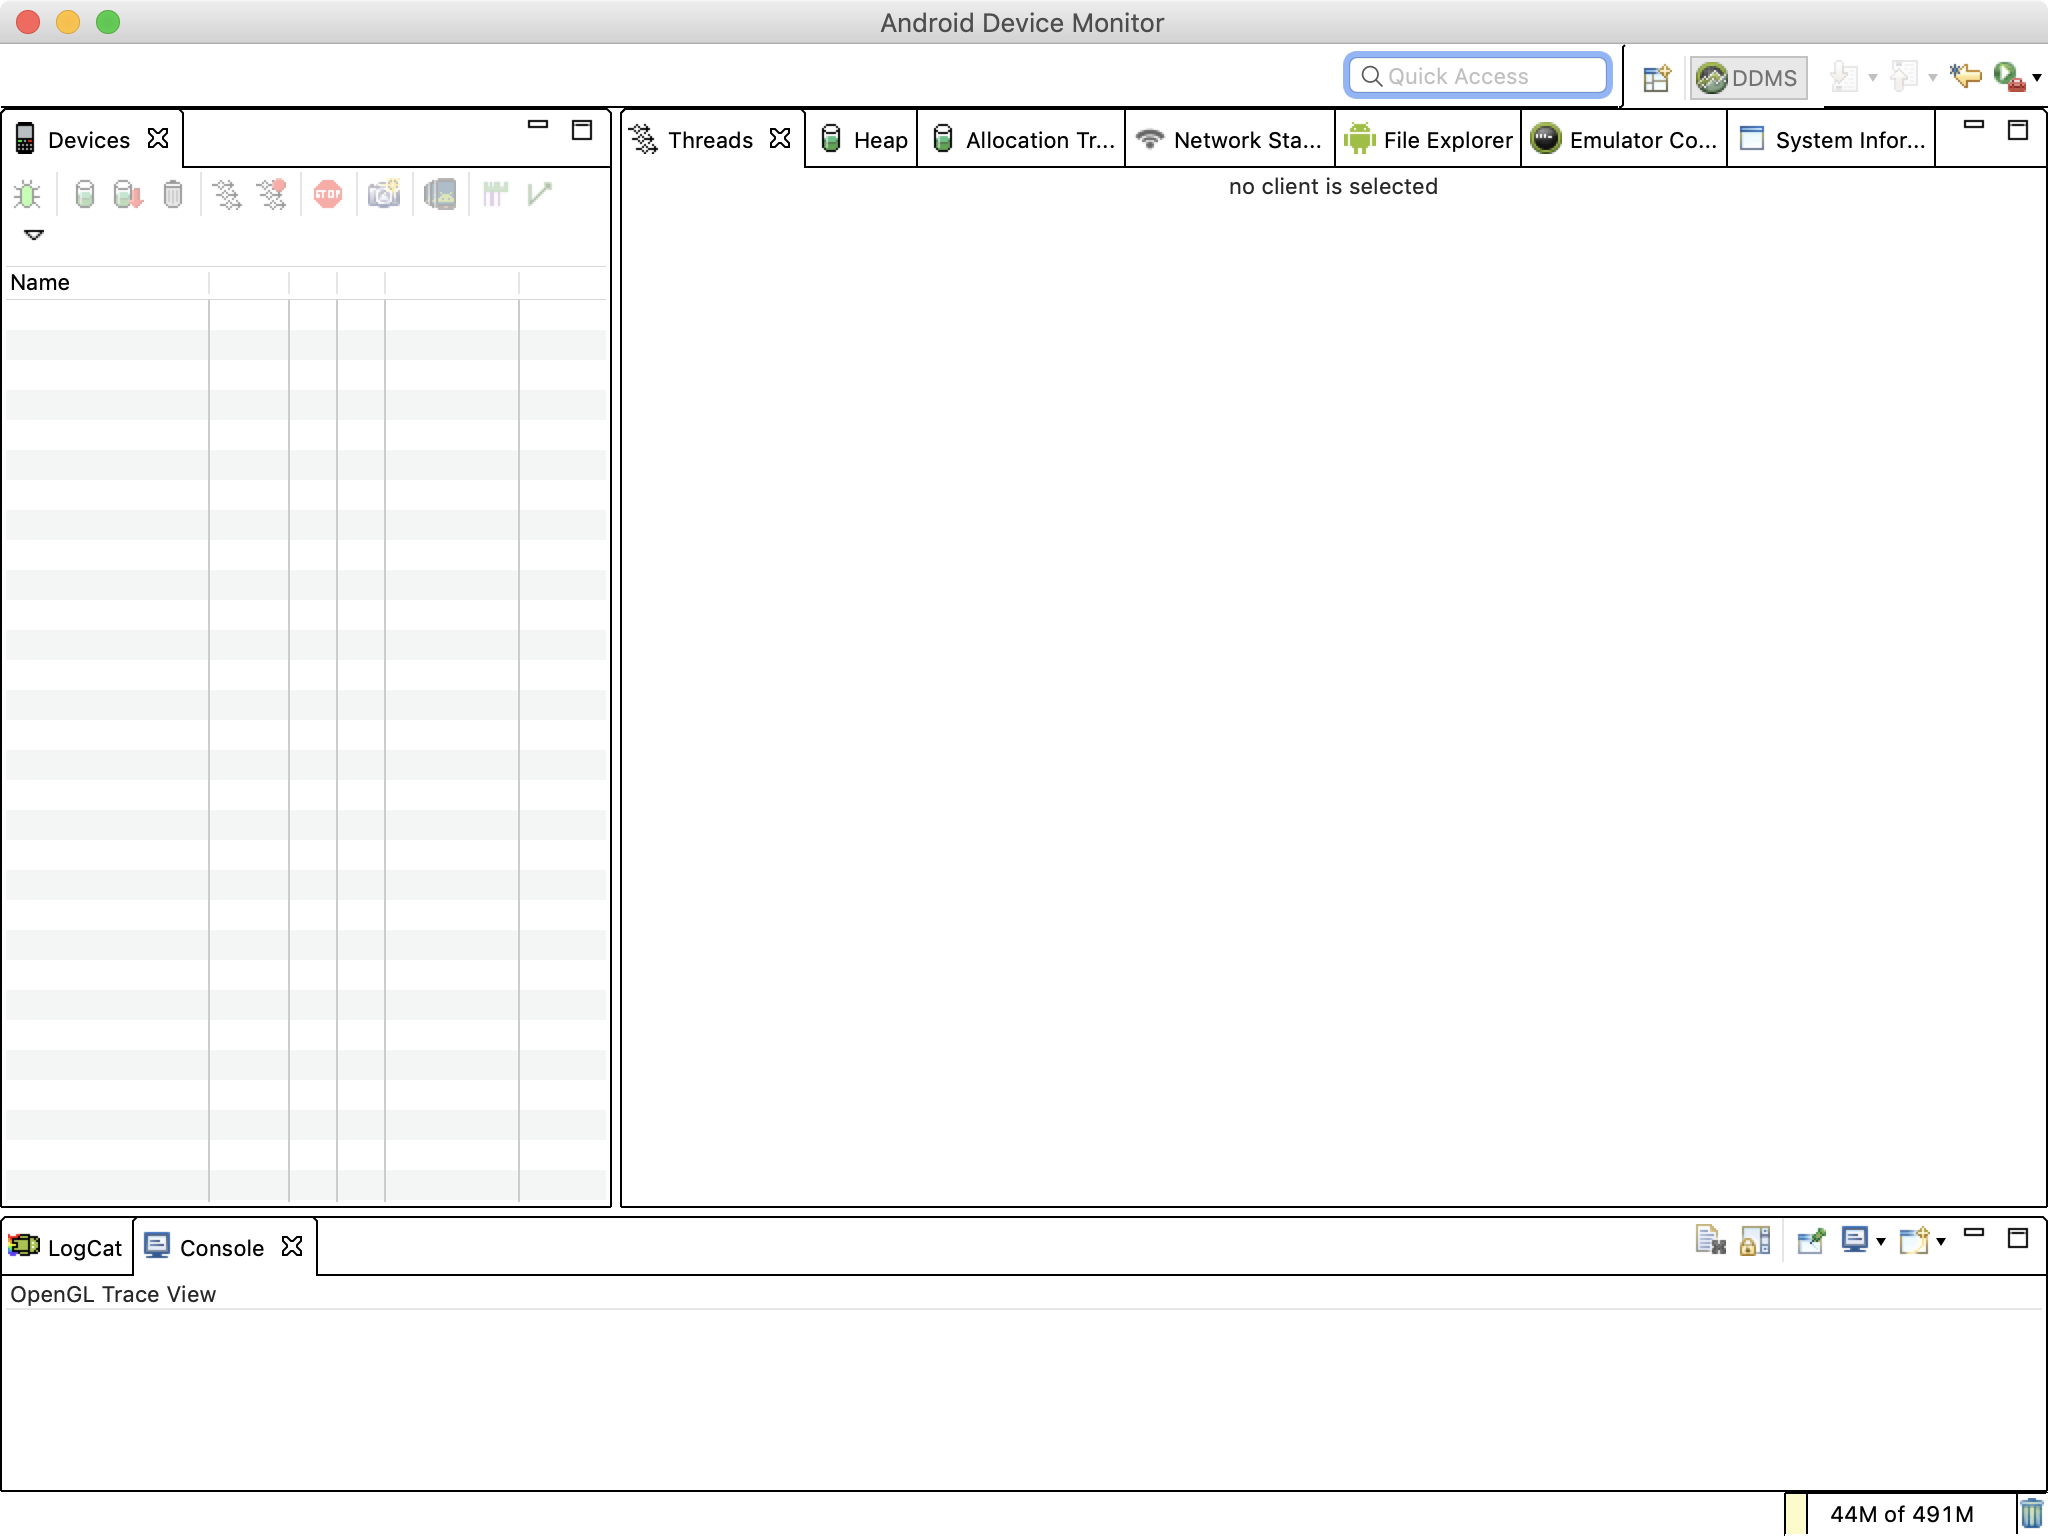 Android Device Monitor
Quick Access
DDMS
Devices
Threads
Heap
Allocation Tr...
Network Sta...
File Explorer
Emulator Co...
System Infor...
STOP
no client is selected
Name
LogCat
Console
OpenGL Trace View
44M of 491M